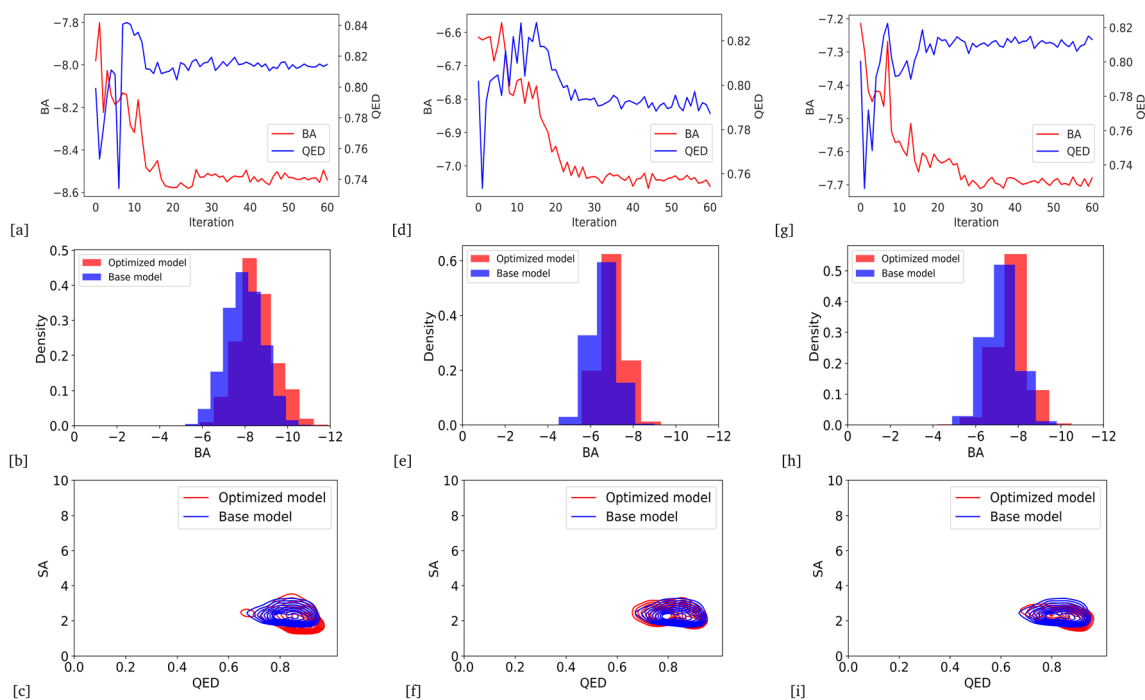 −7.8
−8.0
−8.2
−8.4
−8.6
BA
0.84
0.82
0.80
0.78
0.76
0.74
QED
BA
QED
0 10 20 30 40 50 60
Iteration
[a]
−6.6
−6.7
−6.8
−6.9
−7.0
BA
0.82
0.80
0.78
0.76
QED
BA
QED
0 10 20 30 40 50 60
Iteration
[d]
−7.2
−7.3
−7.4
−7.5
−7.6
−7.7
BA
0.82
0.80
0.78
0.76
0.74
QED
BA
QED
0 10 20 30 40 50 60
Iteration
[g]
0.5
0.4
0.3
0.2
0.1
0.0
Density
Optimized model
Base model
0 −2 −4 −6 −8 −10 −12
BA
[b]
0.6
0.4
0.2
0.0
Density
Optimized model
Base model
0 −2 −4 −6 −8 −10 −12
BA
[e]
0.5
0.4
0.3
0.2
0.1
0.0
Density
Optimized model
Base model
0 −2 −4 −6 −8 −10 −12
BA
[h]
10
8
6
4
2
0
SA
Optimized model
Base model
0.0 0.2 0.4 0.6 0.8
QED
[c]
10
8
6
4
2
0
SA
Optimized model
Base model
0.0 0.2 0.4 0.6 0.8
QED
[f]
10
8
6
4
2
0
SA
Optimized model
Base model
0.0 0.2 0.4 0.6 0.8
QED
[i]